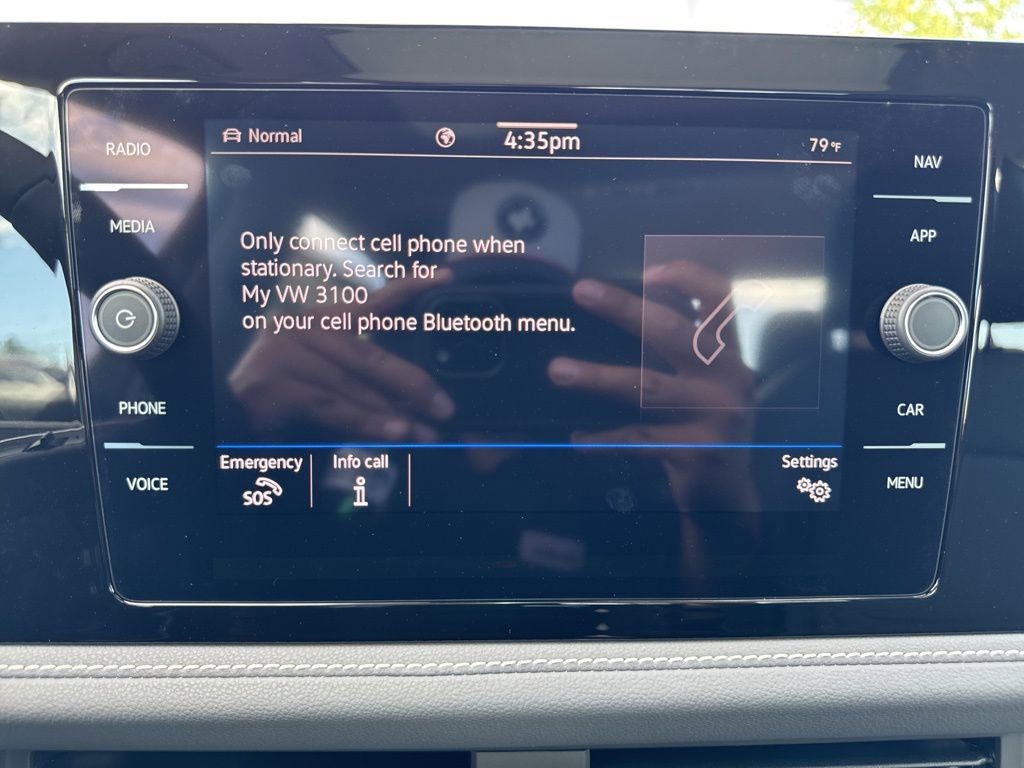 RADIO
MEDIA
PHONE
VOICE
Normal
4:35pm
79°F
Only connect cell phone when
stationary. Search for
My VW 3100
on your cell phone Bluetooth menu.
Emergency
SOS
Info call
i
Settings
NAV
APP
CAR
MENU